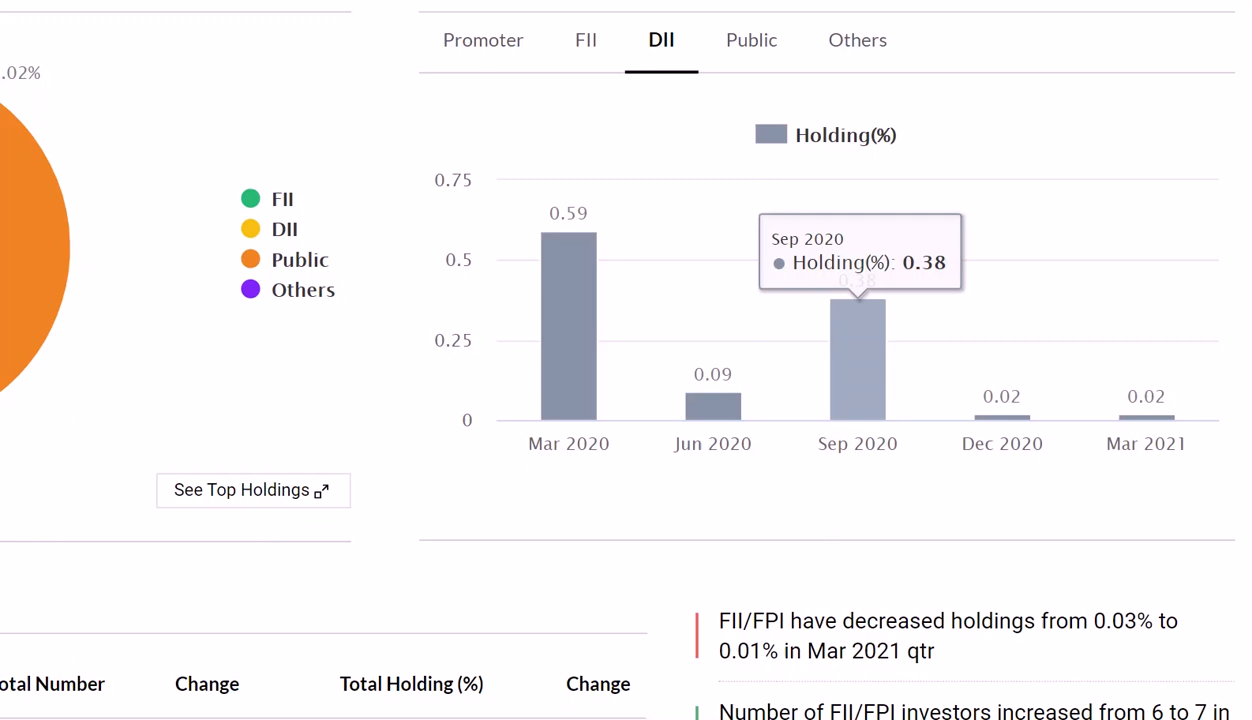 .02%
FII
DII
Public
Others
See Top Holdings
Promoter FII DII Public Others
Holding(%)
0.75
0.5
0.25
0
0.59
0.09
0.38
0.02
0.02
Sep 2020
Holding(%): 0.38
Mar 2020 Jun 2020 Sep 2020 Dec 2020 Mar 2021
otal Number Change Total Holding (%) Change
FII/FPI have decreased holdings from 0.03% to
0.01% in Mar 2021 qtr
Number of FII/FPI investors increased from 6 to 7 in